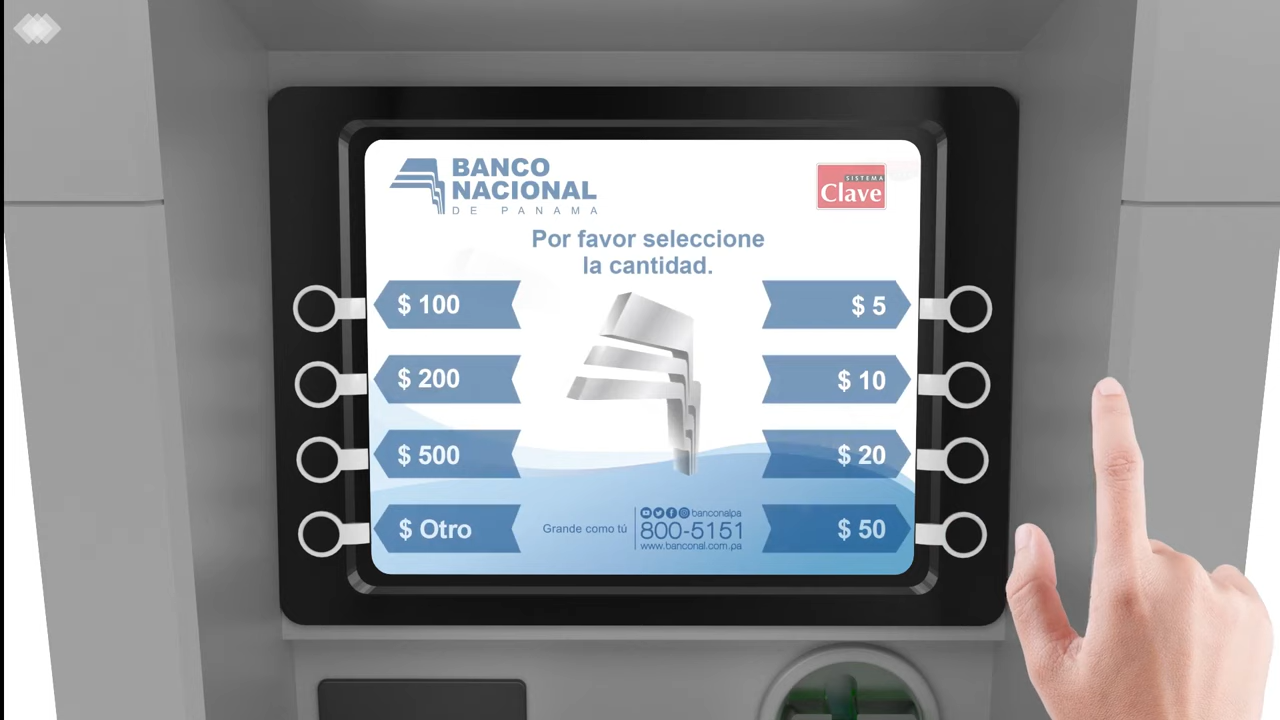 BANCO
NACIONAL
DE PANAMA
SISTEMA
Clave
Por favor seleccione
la cantidad.
$ 100
$ 5
$ 200
$ 10
$ 500
$ 20
$ Otro
$ 50
Grande como tú
banconalpa
800-5151
www.banconal.com.pa